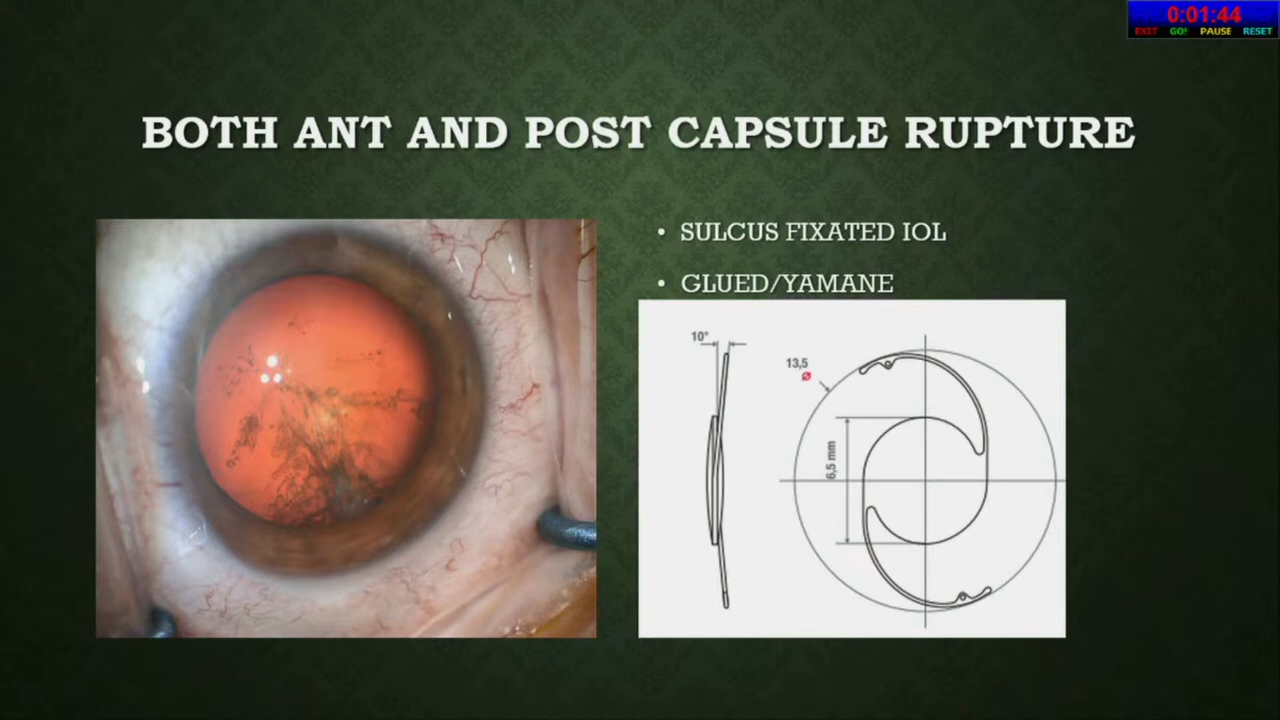 0:01:44
EXIT GO! PAUSE RESET
BOTH ANT AND POST CAPSULE RUPTURE
• SULCUS FIXATED IOL
• GLUED/YAMANE
10°
13,5
Ø
6,5 mm